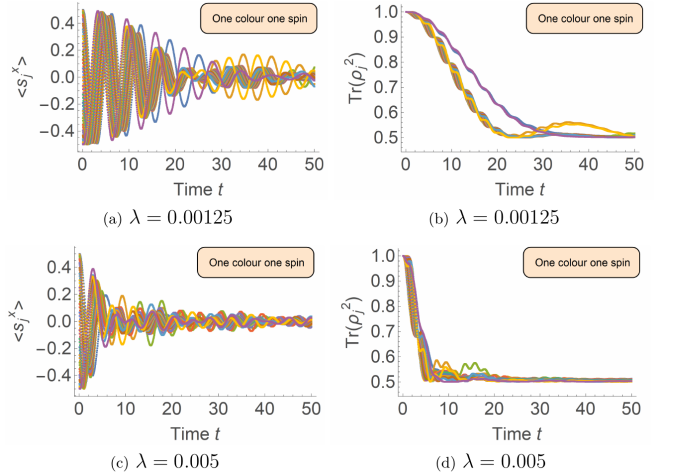 One colour one spin
<s_j^x>
0.4
0.2
0.0
−0.2
−0.4
0 10 20 30 40 50
Time t
(a) λ = 0.00125
One colour one spin
Tr(ρ_j^2)
1.0
0.9
0.8
0.7
0.6
0.5
0 10 20 30 40 50
Time t
(b) λ = 0.00125
One colour one spin
<s_j^x>
0.4
0.2
0.0
−0.2
−0.4
0 10 20 30 40 50
Time t
(c) λ = 0.005
One colour one spin
Tr(ρ_j^2)
1.0
0.9
0.8
0.7
0.6
0.5
0 10 20 30 40 50
Time t
(d) λ = 0.005